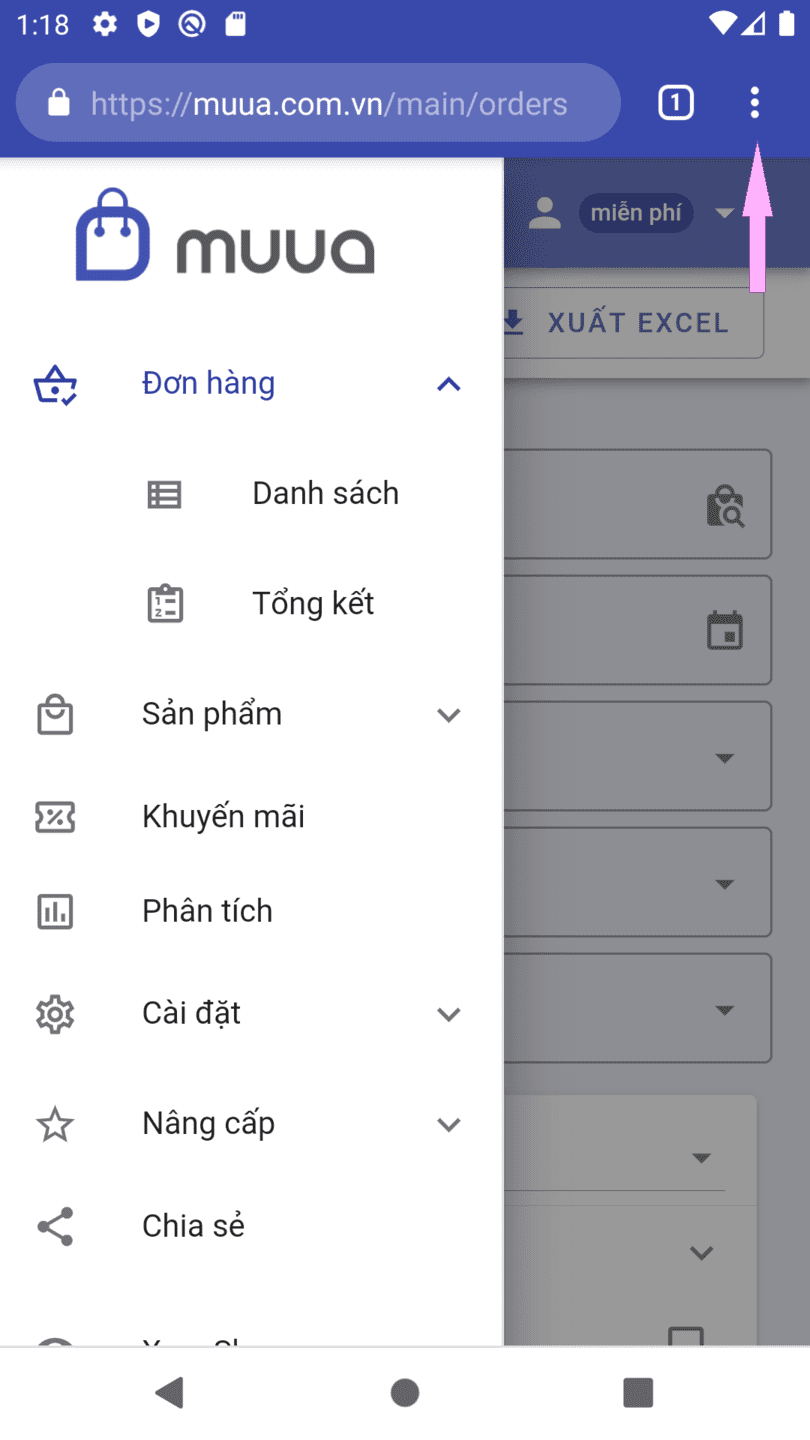 1:18
https://muua.com.vn/main/orders
1
muua
miễn phí
XUẤT EXCEL
Đơn hàng
Danh sách
Tổng kết
Sản phẩm
Khuyến mãi
Phân tích
Cài đặt
Nâng cấp
Chia sẻ